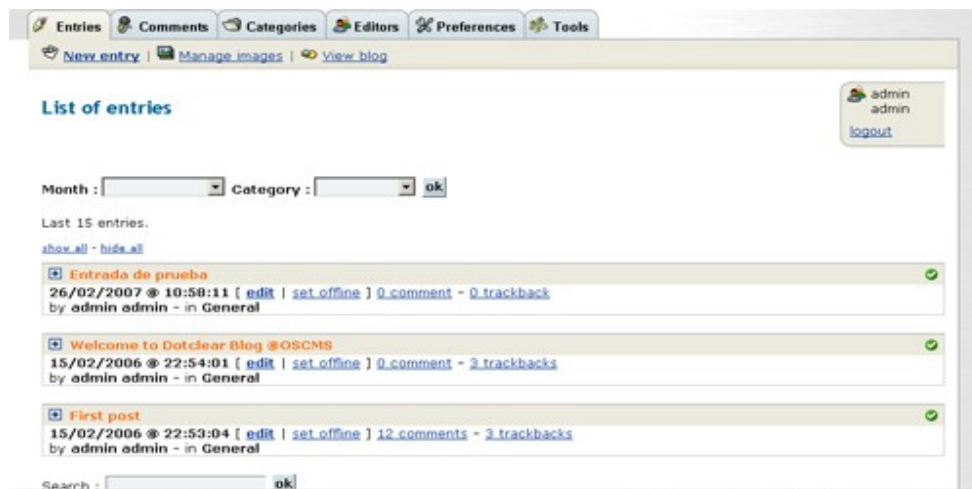 Entries Comments Categories Editors Preferences Tools
New entry | Manage images | View blog
List of entries
admin
admin
logout
Month : Category : ok
Last 15 entries.
show all - hide all
Entrada de prueba
26/02/2007 @ 10:58:11 [ edit | set offline ] 0 comment - 0 trackback
by admin admin - in General
Welcome to Dotclear Blog @OSCMS
15/02/2006 @ 22:54:01 [ edit | set offline ] 0 comment - 3 trackbacks
by admin admin - in General
First post
15/02/2006 @ 22:53:04 [ edit | set offline ] 12 comments - 3 trackbacks
by admin admin - in General
Search : ok